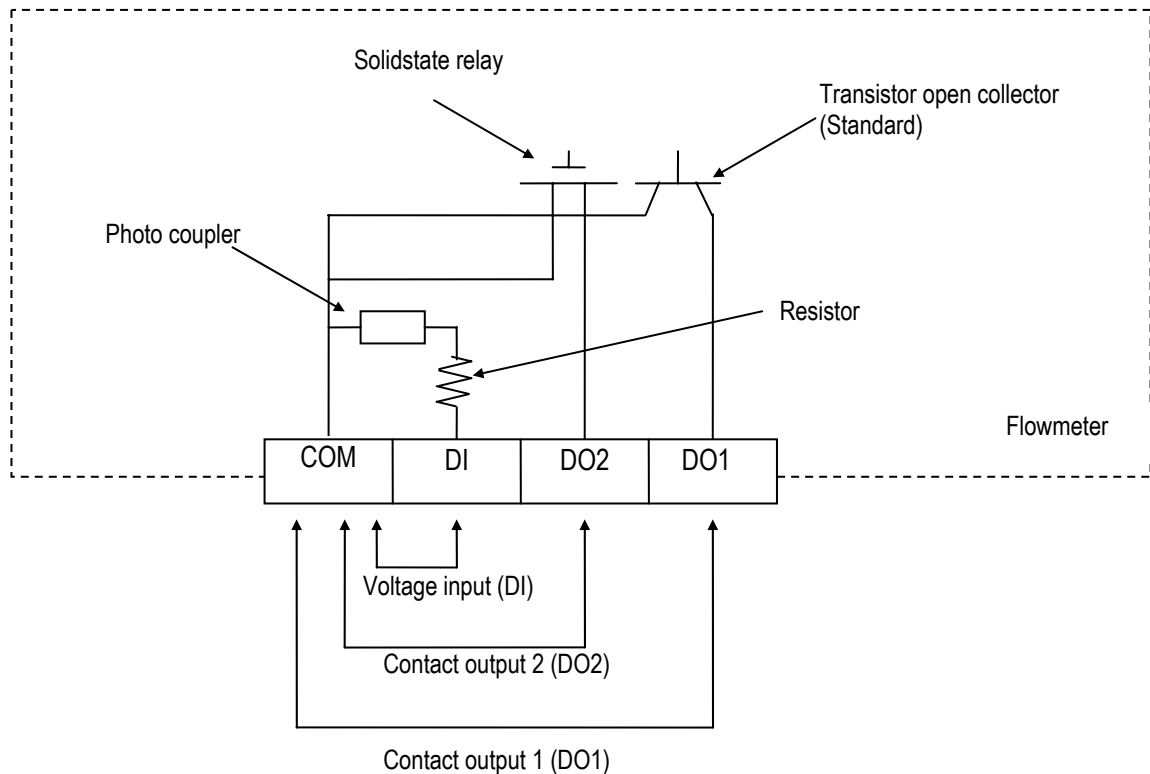 Solidstate relay
Transistor open collector
(Standard)
Photo coupler
Resistor
Flowmeter
COM DI DO2 DO1
Voltage input (DI)
Contact output 2 (DO2)
Contact output 1 (DO1)